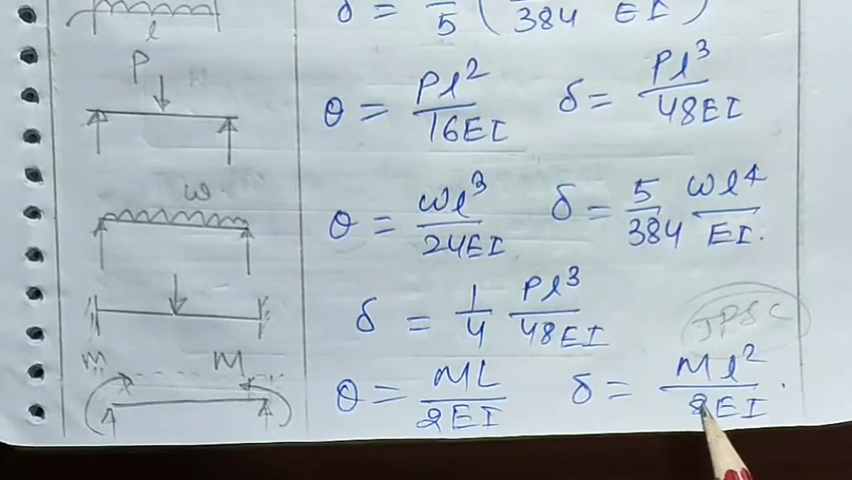 l δ = 5 ( 384 EI )
P θ = Pl²/16EI δ = Pl³/48EI
w θ = wl³/24EI δ = 5/384 wl⁴/EI.
δ = 1/4 Pl³/48EI
JPSC
m M θ = ML/2EI δ = Ml²/8EI.